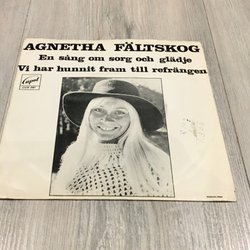 AGNETHA FÄLTSKOG
En sång om sorg och glädje
Vi har hunnit fram till refrängen
Cupol